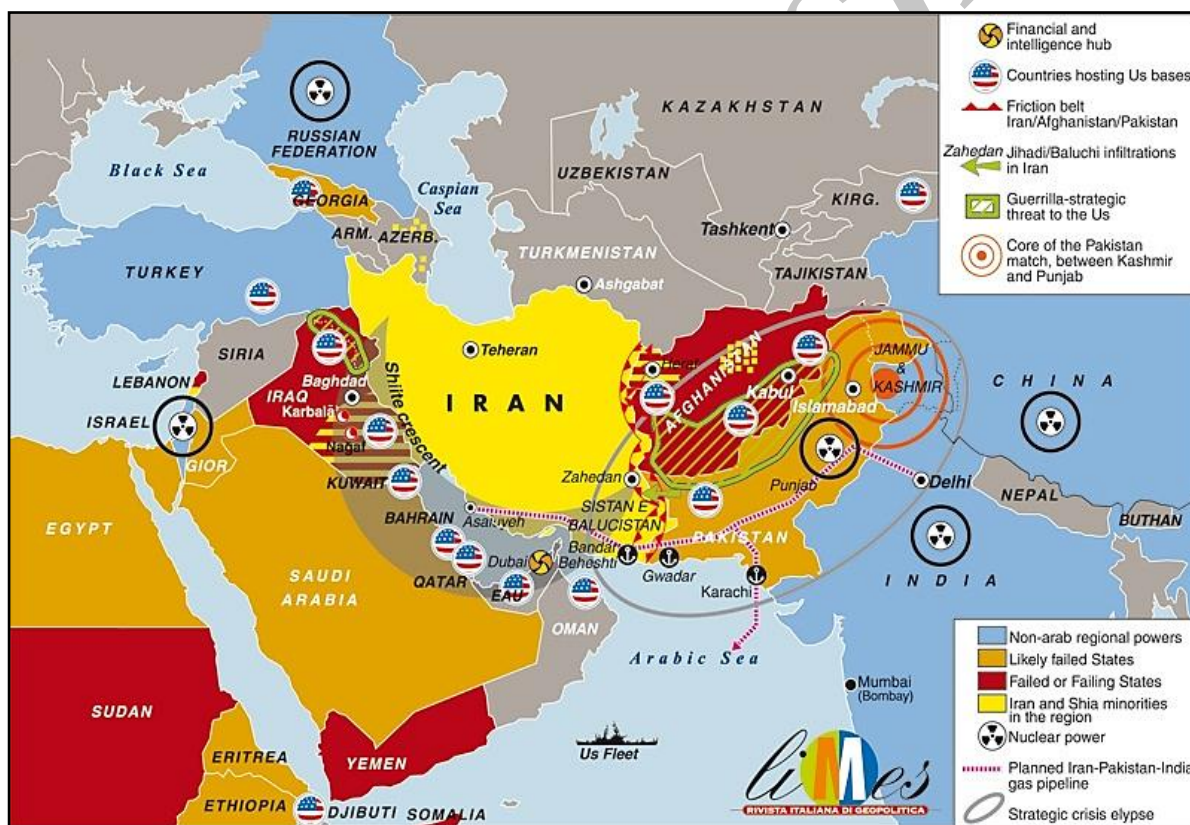 Financial and
intelligence hub
Countries hosting Us bases
Friction belt
Iran/Afghanistan/Pakistan
Zahedan
Jihadi/Baluchi infiltrations
in Iran
Guerrilla-strategic
threat to the Us
Core of the Pakistan
match, between Kashmir
and Punjab
RUSSIAN
FEDERATION
KAZAKHSTAN
Black Sea
Caspian
Sea
UZBEKISTAN
KIRG.
GEORGIA
ARM.
AZERB.
Tashkent
TURKMENISTAN
TURKEY
TAJIKISTAN
Ashgabat
SIRIA
Teheran
Herat
AFGHANISTAN
JAMMU
&
KASHMIR
CHINA
LEBANON
Baghdad
Kabul
Islamabad
IRAQ
IRAN
ISRAEL
Karbala
Shiite crescent
Nagaf
GIOR
Zahedan
Punjab
Delhi
KUWAIT
NEPAL
EGYPT
SISTAN E
BALUCISTAN
PAKISTAN
BUTHAN
BAHRAIN
Asaluyeh
Bandar
Beheshti
Dubai
Gwadar
Karachi
INDIA
SAUDI
ARABIA
QATAR
EAU
OMAN
Arabic Sea
Mumbai
(Bombay)
SUDAN
Us Fleet
ERITREA
YEMEN
ETHIOPIA
DJIBUTI
SOMALIA
liMes
RIVISTA ITALIANA DI GEOPOLITICA
Non-arab regional powers
Likely failed States
Failed or Failing States
Iran and Shia minorities
in the region
Nuclear power
Planned Iran-Pakistan-India
gas pipeline
Strategic crisis elypse